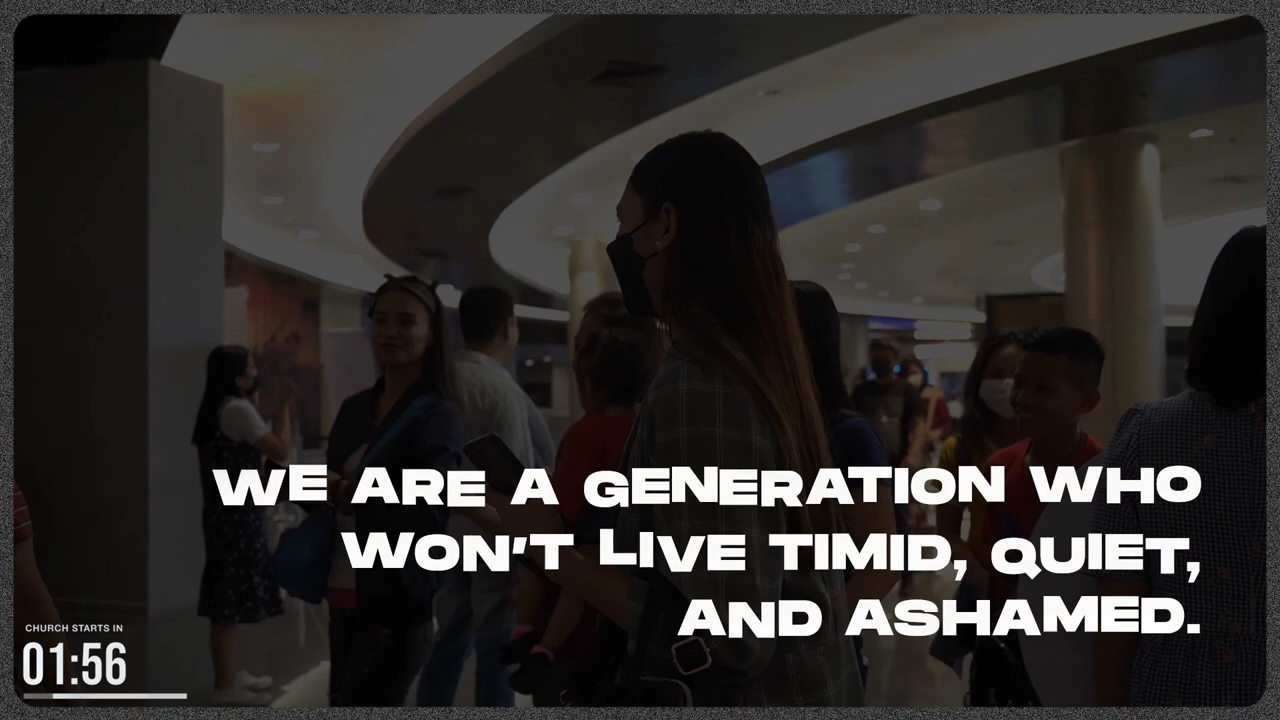 WE ARE A GENERATION WHO
WON'T LIVE TIMID, QUIET,
AND ASHAMED.
CHURCH STARTS IN
01:56